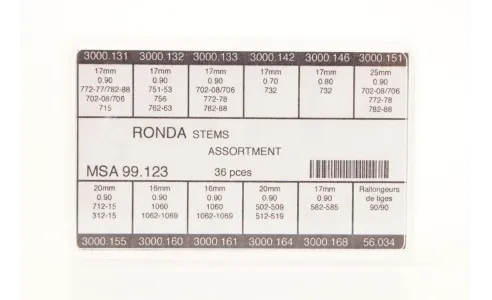 3000.131 3000.132 3000.133 3000.142 3000.146 3000.151
17mm 17mm 17mm 17mm 17mm 25mm
0.90 0.90 0.90 0.70 0.80 0.90
772-77/782-88 751-53 702-08/706 732 732 702-08/706
702-08/706 756 772-78 772-78
715 762-63 782-88 782-88
RONDA STEMS
ASSORTMENT
MSA 99.123 36 pces
20mm 16mm 16mm 20mm 17mm Rallongeurs
0.90 0.90 0.90 0.90 0.90 de tiges
712-15 1060 1060 502-509 582-585 90/90
312-15 1062-1069 1062-1069 512-519
3000.155 3000.160 3000.161 3000.164 3000.168 56.034